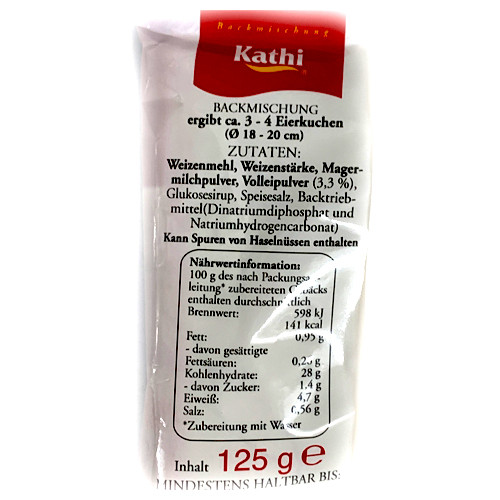 Backmischung
Kathi
BACKMISCHUNG
ergibt ca. 3 - 4 Eierkuchen
(Ø 18 - 20 cm)
ZUTATEN:
Weizenmehl, Weizenstärke, Mager-
milchpulver, Volleipulver (3,3 %),
Glukosesirup, Speisesalz, Backtrieb-
mittel(Dinatriumdiphosphat und
Natriumhydrogencarbonat)
Kann Spuren von Haselnüssen enthalten
Nährwertinformation:
100 g des nach Packungsa
leitung* zubereiteten Gebäcks
enthalten durchschnittlich
Brennwert: 598 kJ
141 kcal
Fett: 0,95 g
- davon gesättigte
Fettsäuren: 0,26 g
Kohlenhydrate: 28 g
- davon Zucker: 1,4 g
Eiweiß: 4,7 g
Salz: 0,56 g
*Zubereitung mit Wasser
Inhalt 125 g e
MINDESTENS HALTBAR BIS: